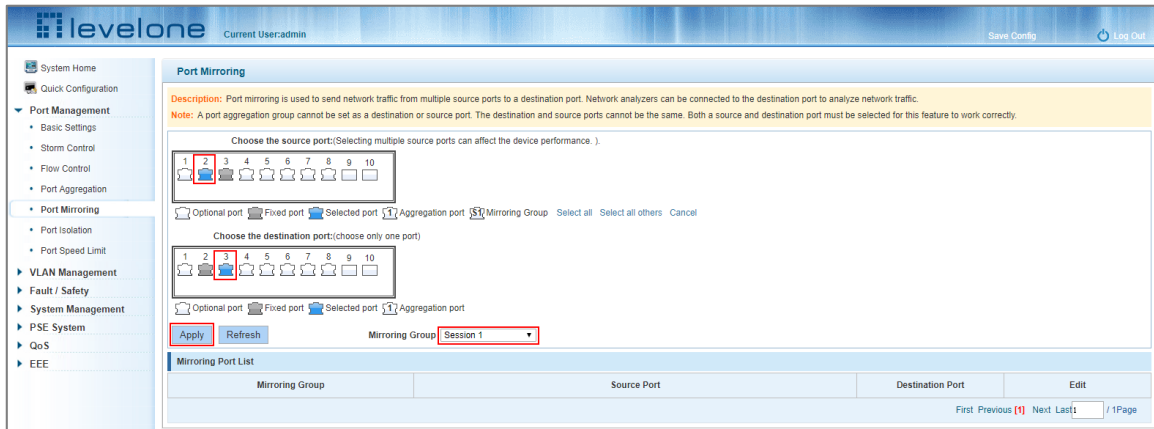 levelone
Current User:admin
Save Config
Log Out
System Home
Quick Configuration
Port Management
Basic Settings
Storm Control
Flow Control
Port Aggregation
Port Mirroring
Port Isolation
Port Speed Limit
VLAN Management
Fault / Safety
System Management
PSE System
QoS
EEE
Port Mirroring
Description: Port mirroring is used to send network traffic from multiple source ports to a destination port. Network analyzers can be connected to the destination port to analyze network traffic.
Note: A port aggregation group cannot be set as a destination or source port. The destination and source ports cannot be the same. Both a source and destination port must be selected for this feature to work correctly.
Choose the source port:(Selecting multiple source ports can affect the device performance. ).
1 2 3 4 5 6 7 8 9 10
Optional port Fixed port Selected port 1 Aggregation port S1 Mirroring Group Select all Select all others Cancel
Choose the destination port:(choose only one port)
1 2 3 4 5 6 7 8 9 10
Optional port Fixed port Selected port 1 Aggregation port
Apply Refresh Mirroring Group Session 1
Mirroring Port List
Mirroring Group Source Port Destination Port Edit
First Previous [1] Next Last 1 / 1Page